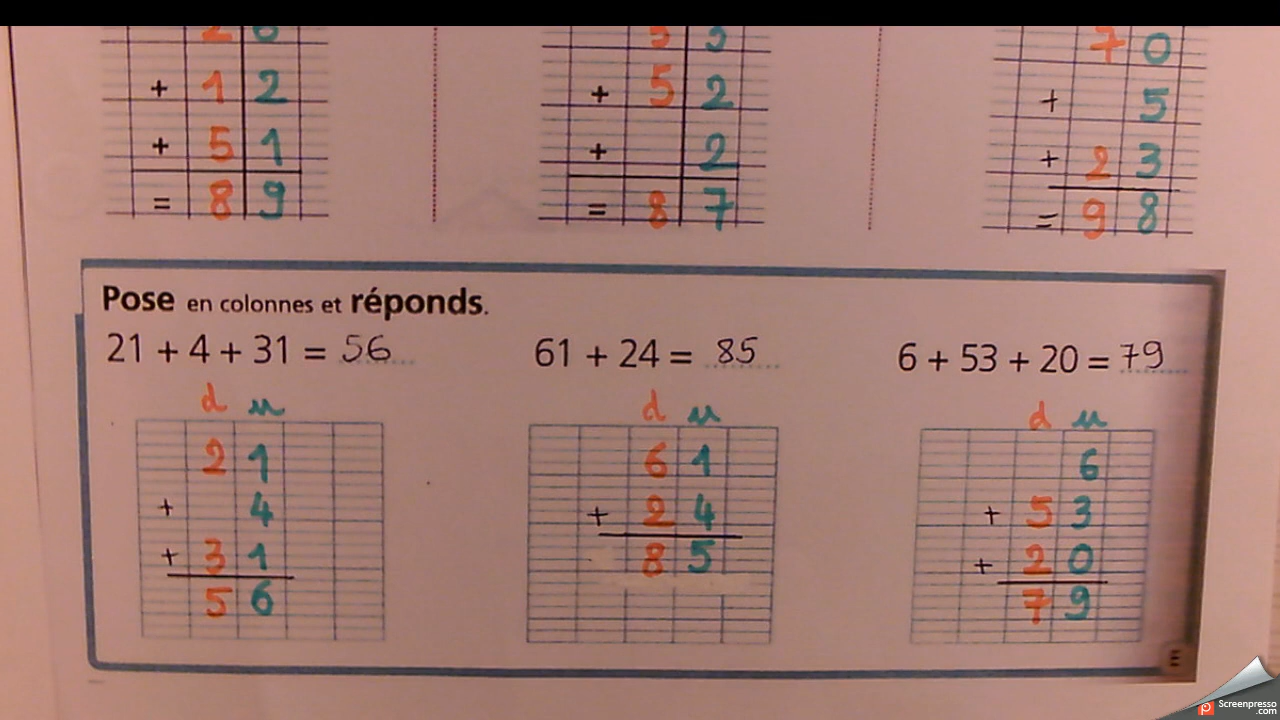 + 1 2 + 5 2 + 5
+ 5 1 + 2 + 2 3
= 8 9 = 8 7 = 9 8
Pose en colonnes et réponds.
21 + 4 + 31 = 56 61 + 24 = 85 6 + 53 + 20 = 79
d u d u d u
2 1 6 1 6
+ 4 + 2 4 + 5 3
+ 3 1 8 5 + 2 0
5 6 7 9
Screenpresso
.com